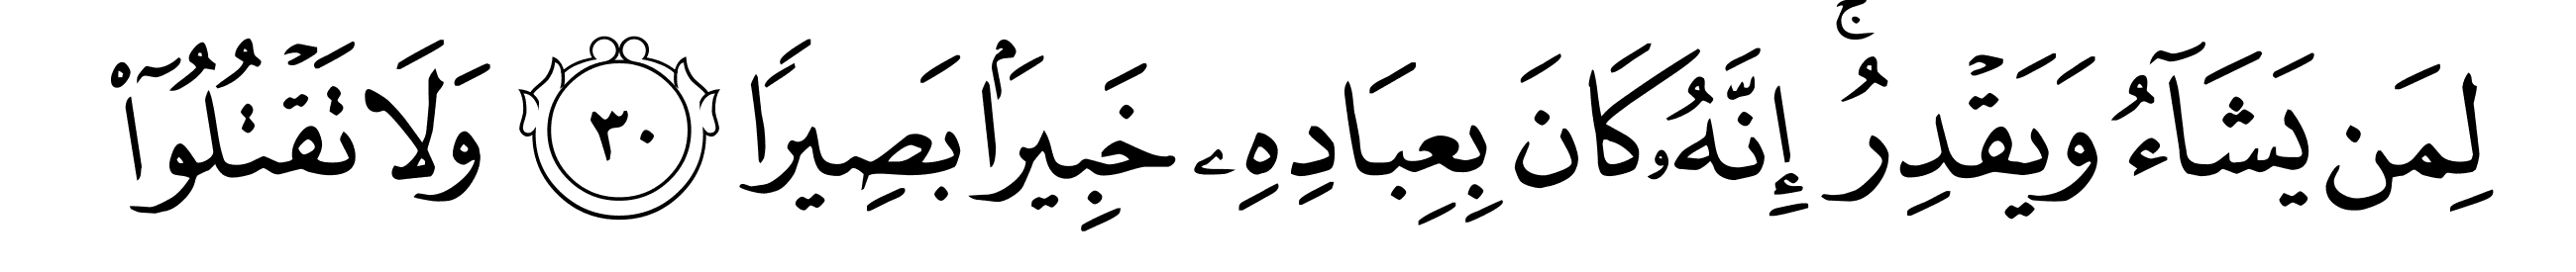 لِمَن يَشَآءُ وَيَقۡدِرُۚ إِنَّهُۥ كَانَ بِعِبَادِهِۦ خَبِيرَۢا بَصِيرٗا ٣٠ وَلَا تَقۡتُلُوٓاْ